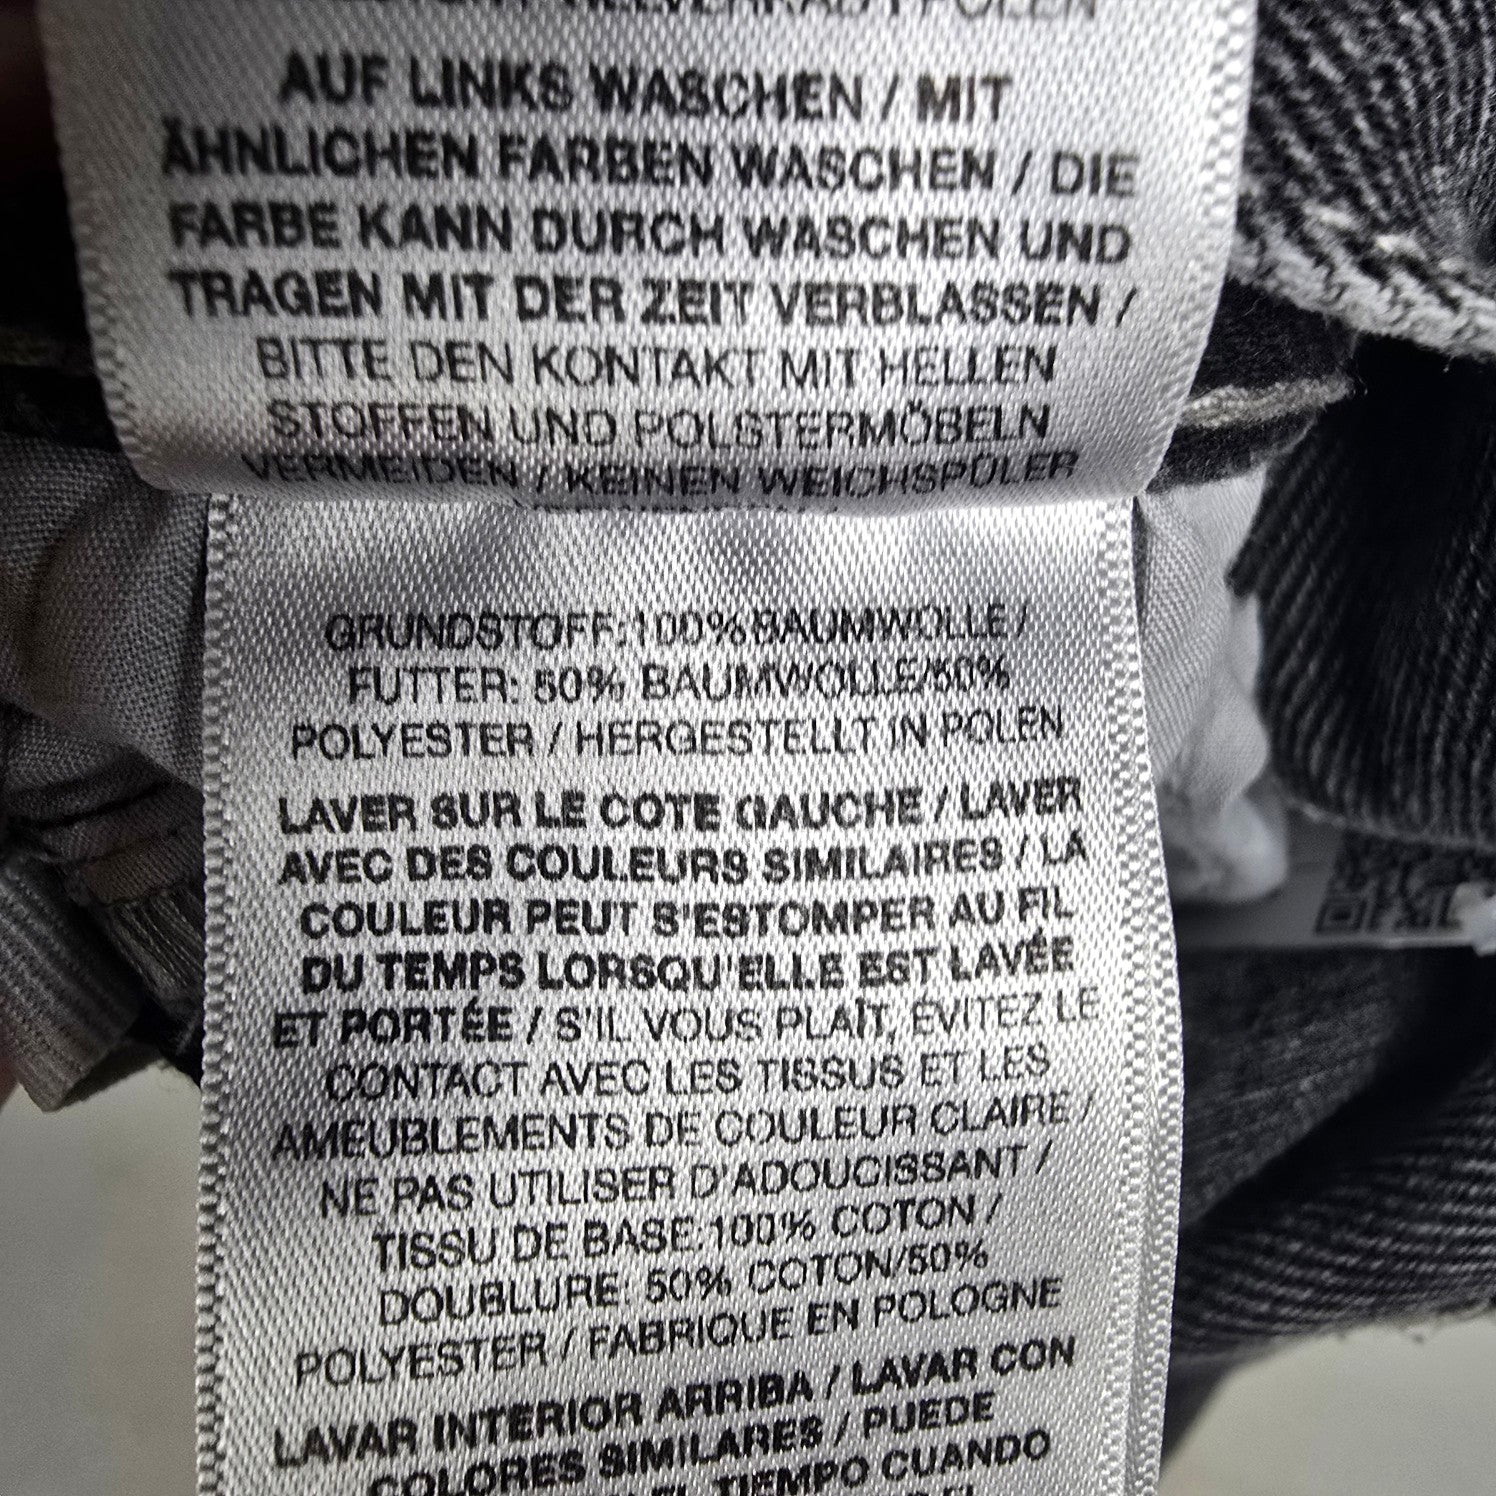 POLEN
AUF LINKS WASCHEN / MIT
ÄHNLICHEN FARBEN WASCHEN / DIE
FARBE KANN DURCH WASCHEN UND
TRAGEN MIT DER ZEIT VERBLASSEN /
BITTE DEN KONTAKT MIT HELLEN
STOFFEN UND POLSTERMÖBELN
VERMEIDEN / KEINEN WEICHSPÜLER
GRUNDSTOFF: 100% BAUMWOLLE /
FUTTER: 50% BAUMWOLLE/50%
POLYESTER / HERGESTELLT IN POLEN
LAVER SUR LE COTE GAUCHE / LAVER
AVEC DES COULEURS SIMILAIRES / LA
COULEUR PEUT S'ESTOMPER AU FIL
DU TEMPS LORSQU'ELLE EST LAVÉE
ET PORTÉE / S'IL VOUS PLAÎT, ÉVITEZ LE
CONTACT AVEC LES TISSUS ET LES
AMEUBLEMENTS DE COULEUR CLAIRE /
NE PAS UTILISER D'ADOUCISSANT /
TISSU DE BASE: 100% COTON /
DOUBLURE: 50% COTON/50%
POLYESTER / FABRIQUE EN POLOGNE
LAVAR INTERIOR ARRIBA / LAVAR CON
COLORES SIMILARES / PUEDE
EL TIEMPO CUANDO